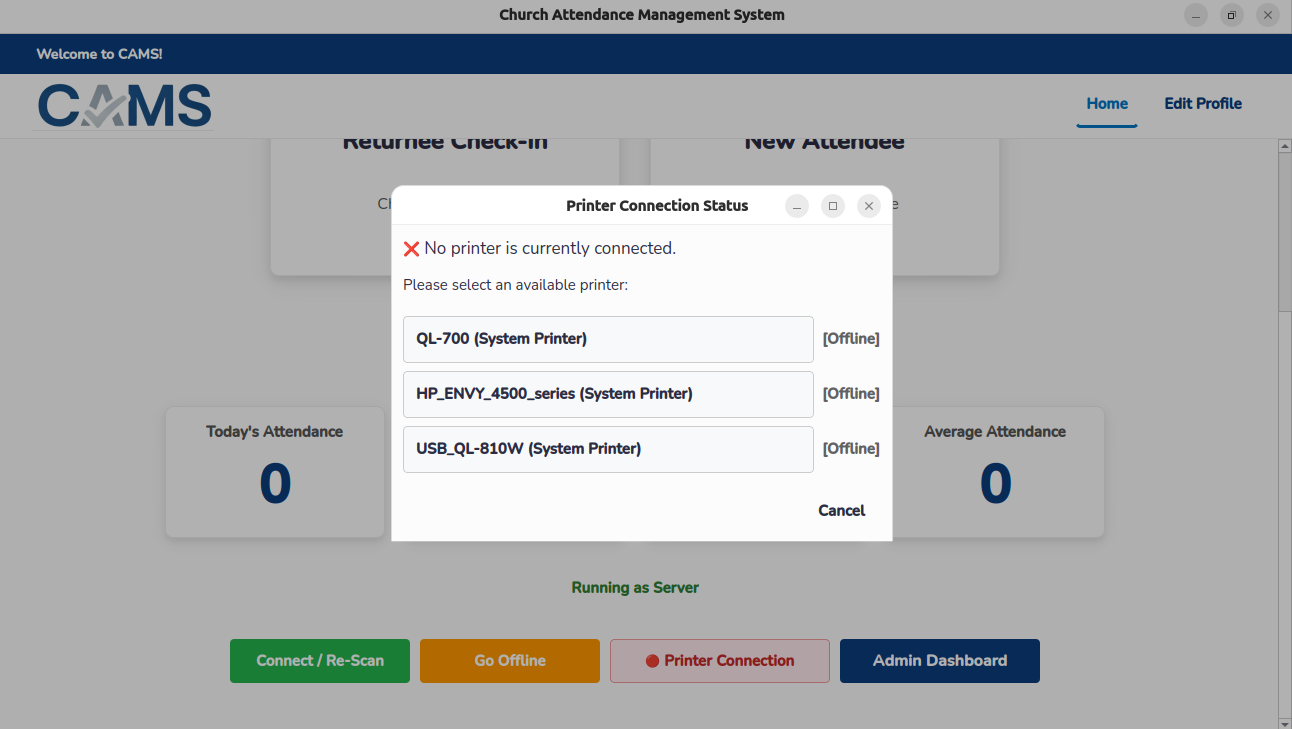 Church Attendance Management System
Welcome to CAMS!
CAMS
Home
Edit Profile
Returnee Check-in
New Attendee
Printer Connection Status
❌ No printer is currently connected.
Please select an available printer:
QL-700 (System Printer) [Offline]
HP_ENVY_4500_series (System Printer) [Offline]
USB_QL-810W (System Printer) [Offline]
Cancel
Today's Attendance
0
Average Attendance
0
Running as Server
Connect / Re-Scan
Go Offline
🔴 Printer Connection
Admin Dashboard